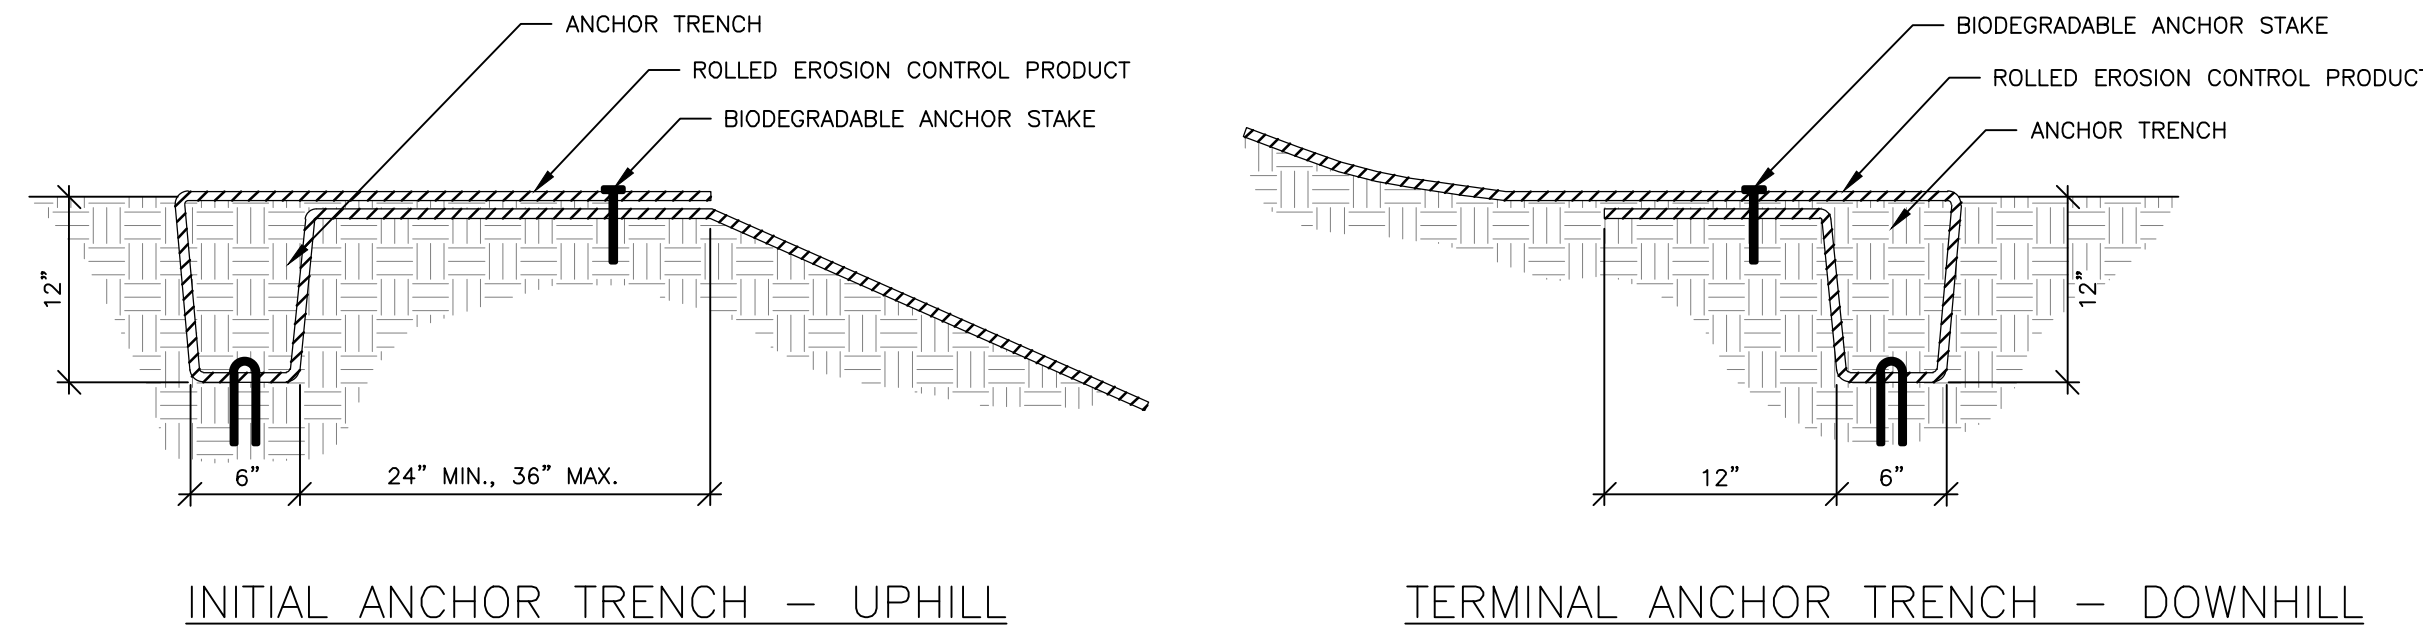 ANCHOR TRENCH
ROLLED EROSION CONTROL PRODUCT
BIODEGRADABLE ANCHOR STAKE
12”
6”
24” MIN., 36” MAX.
INITIAL ANCHOR TRENCH – UPHILL
BIODEGRADABLE ANCHOR STAKE
ROLLED EROSION CONTROL PRODUCT
ANCHOR TRENCH
12”
12”
6”
TERMINAL ANCHOR TRENCH – DOWNHILL